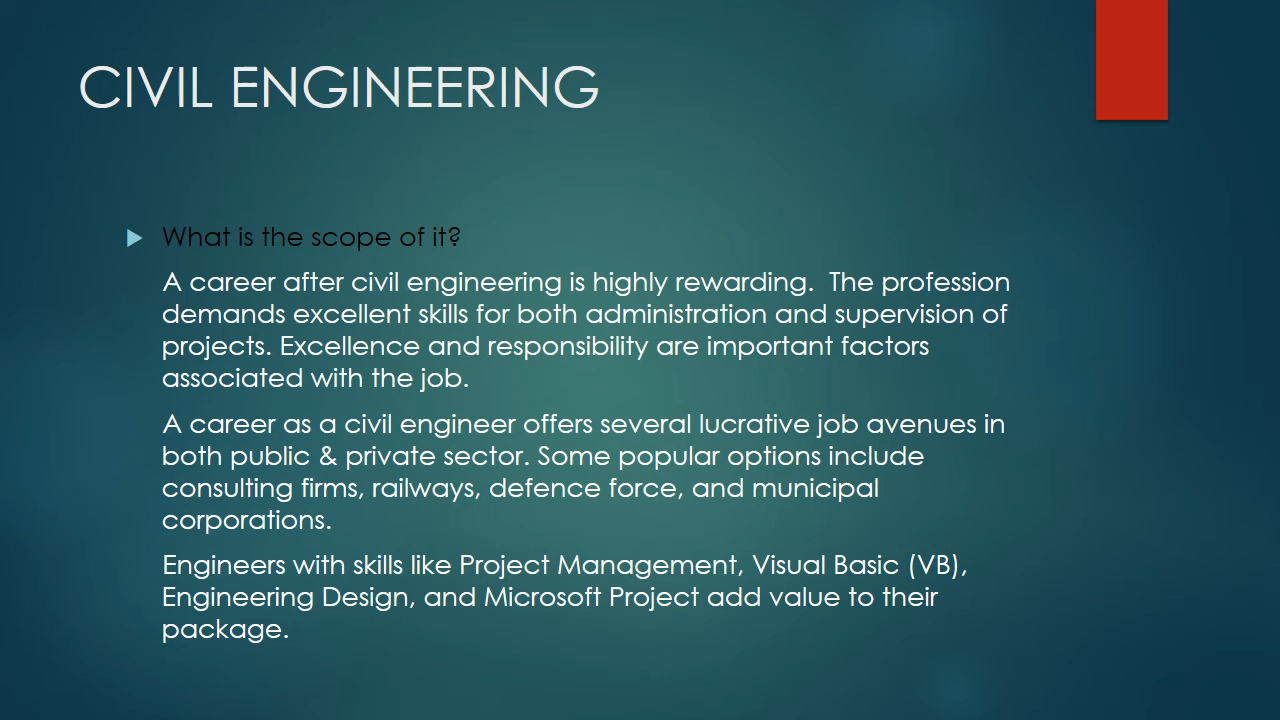 CIVIL ENGINEERING
What is the scope of it?
A career after civil engineering is highly rewarding.  The profession
demands excellent skills for both administration and supervision of
projects. Excellence and responsibility are important factors
associated with the job.
A career as a civil engineer offers several lucrative job avenues in
both public & private sector. Some popular options include
consulting firms, railways, defence force, and municipal
corporations.
Engineers with skills like Project Management, Visual Basic (VB),
Engineering Design, and Microsoft Project add value to their
package.